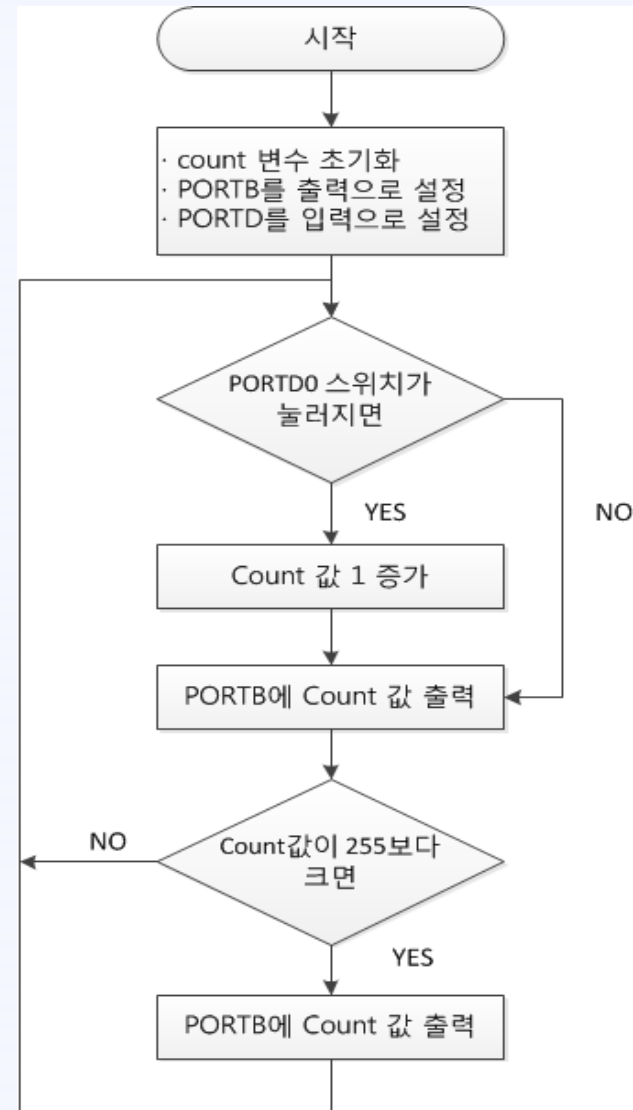 시작
· count 변수 초기화
· PORTB를 출력으로 설정
· PORTD를 입력으로 설정
PORTD0 스위치가
눌러지면
YES
NO
Count 값 1 증가
PORTB에 Count 값 출력
NO
Count값이 255보다
크면
YES
PORTB에 Count 값 출력